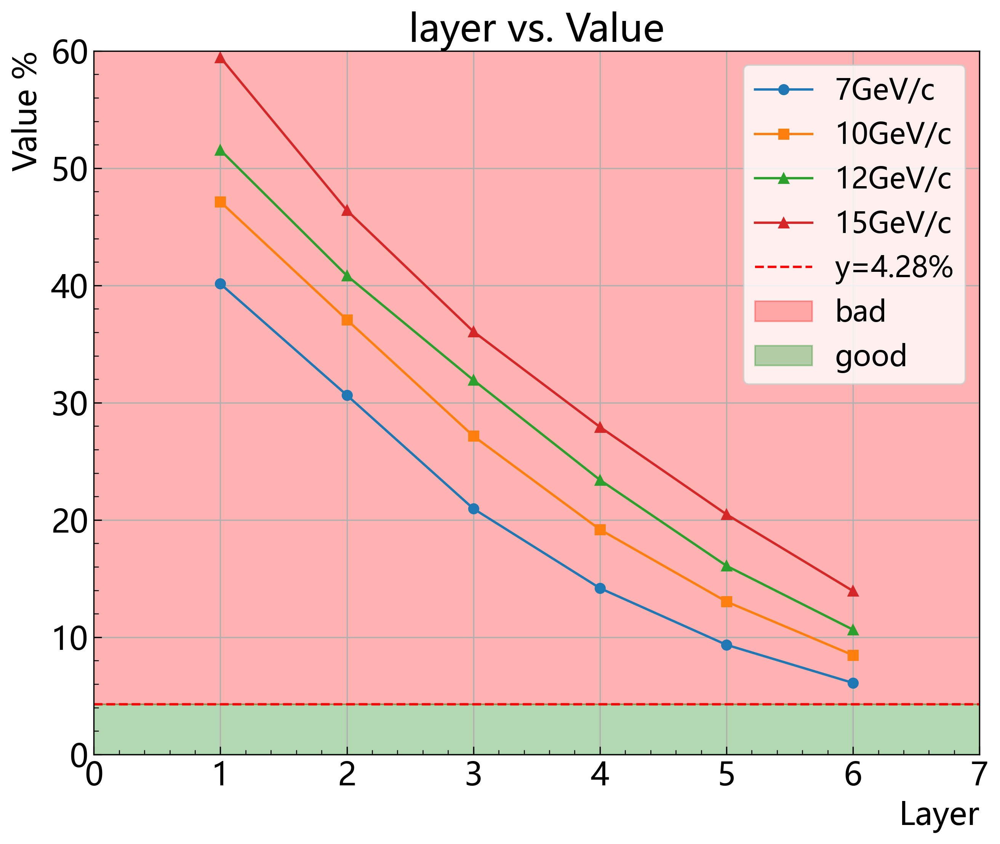 layer vs. Value
Value %
60
50
40
30
20
10
0
0 1 2 3 4 5 6 7
Layer
7GeV/c
10GeV/c
12GeV/c
15GeV/c
y=4.28%
bad
good